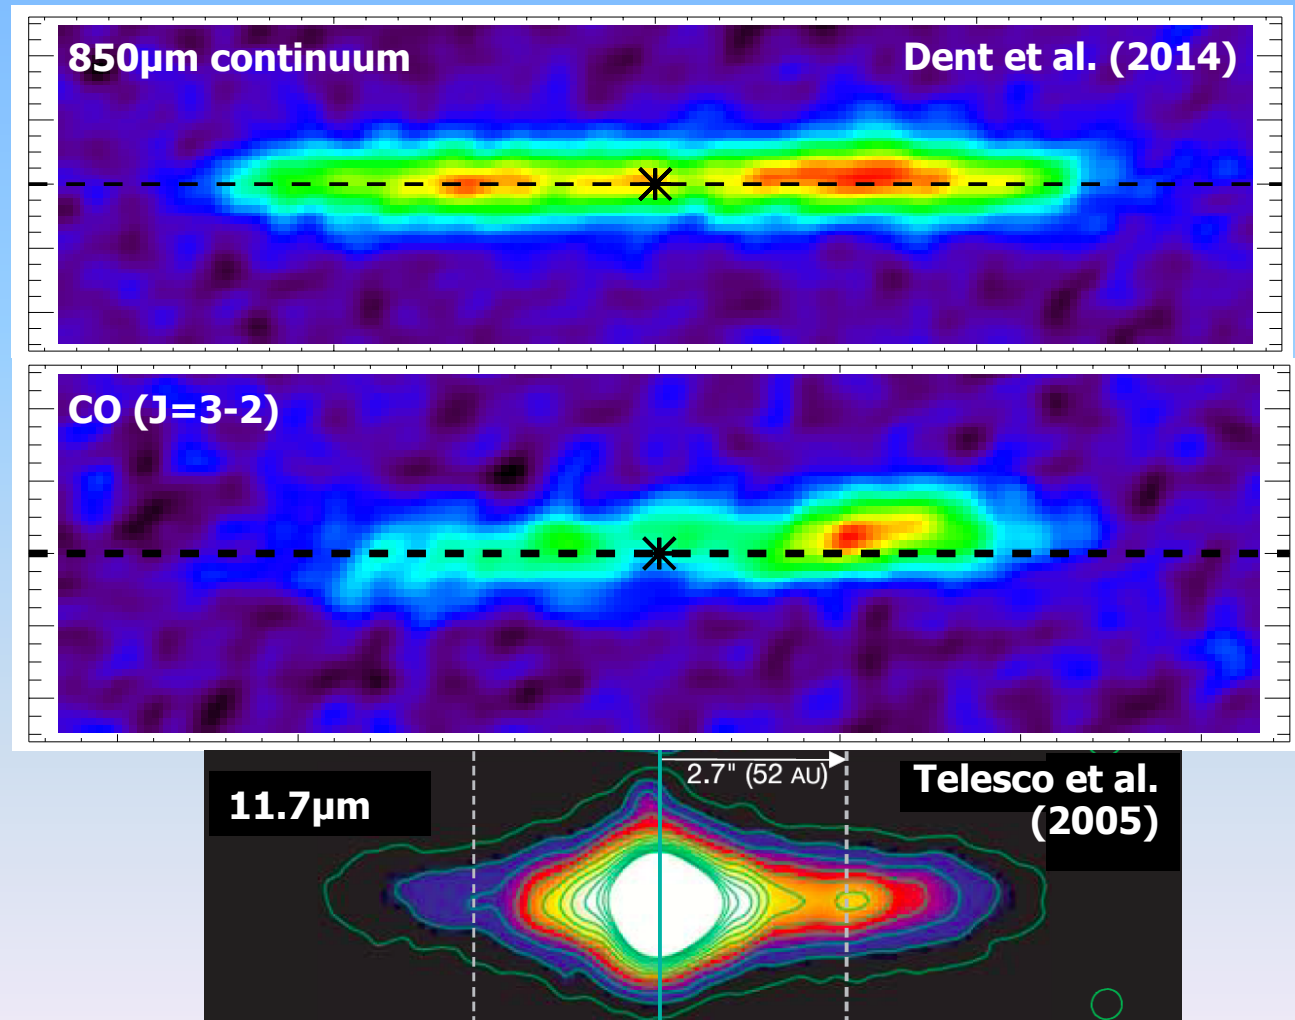 850µm continuum
Dent et al. (2014)
CO (J=3-2)
2.7" (52 AU)
11.7µm
Telesco et al.
(2005)